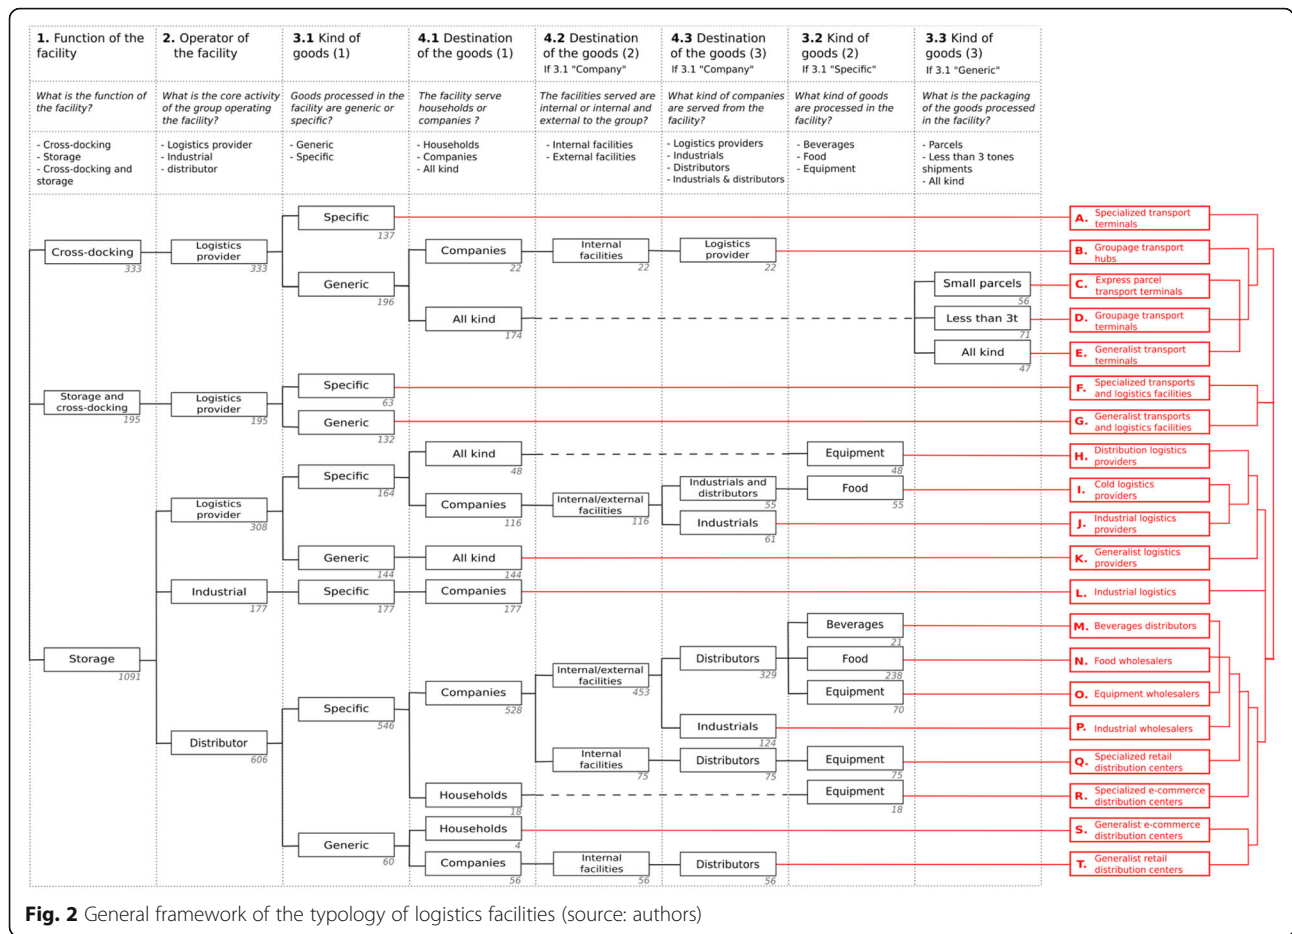 1. Function of the
facility
2. Operator of
the facility
3.1 Kind of
goods (1)
4.1 Destination
of the goods (1)
4.2 Destination
of the goods (2)
If 3.1 "Company"
4.3 Destination
of the goods (3)
If 3.1 "Company"
3.2 Kind of
goods (2)
If 3.1 "Specific"
3.3 Kind of
goods (3)
If 3.1 "Generic"
What is the function of
the facility?
What is the core activity
of the group operating
the facility?
Goods processed in the
facility are generic or
specific?
The facility serve
households or
companies ?
The facilities served are
internal or internal and
external to the group?
What kind of companies
are served from the
facility?
What kind of goods
are processed in the
facility?
What is the packaging
of the goods processed
in the facility?
- Cross-docking
- Storage
- Cross-docking and
storage
- Logistics provider
- Industrial
- distributor
- Generic
- Specific
- Households
- Companies
- All kind
- Internal facilities
- External facilities
- Logistics providers
- Industrials
- Distributors
- Industrials & distributors
- Beverages
- Food
- Equipment
- Parcels
- Less than 3 tones
shipments
- All kind
Specific
137
A. Specialized transport
terminals
Cross-docking
333
Logistics
provider
333
Companies
22
Internal
facilities
22
Logistics
provider
22
B. Groupage transport
hubs
Generic
196
Small parcels
56
C. Express parcel
transport terminals
All kind
174
Less than 3t
71
D. Groupage transport
terminals
All kind
47
E. Generalist transport
terminals
Specific
63
F. Specialized transports
and logistics facilities
Storage and
cross-docking
195
Logistics
provider
195
Generic
132
G. Generalist transports
and logistics facilities
All kind
48
Equipment
48
H. Distribution logistics
providers
Specific
164
Industrials and
distributors
55
Food
55
I. Cold logistics
providers
Logistics
provider
308
Companies
116
Internal/external
facilities
116
Industrials
61
J. Industrial logistics
providers
Generic
144
All kind
144
K. Generalist logistics
providers
Industrial
177
Specific
177
Companies
177
L. Industrial logistics
Beverages
21
M. Beverages distributors
Storage
1091
Internal/external
facilities
453
Distributors
329
Food
238
N. Food wholesalers
Companies
528
Equipment
70
O. Equipment wholesalers
Specific
546
Industrials
124
P. Industrial wholesalers
Distributor
606
Internal
facilities
75
Distributors
75
Equipment
75
Q. Specialized retail
distribution centers
Households
18
Equipment
18
R. Specialized e-commerce
distribution centers
Households
4
S. Generalist e-commerce
distribution centers
Generic
60
Companies
56
Internal
facilities
56
Distributors
56
T. Generalist retail
distribution centers
Fig. 2 General framework of the typology of logistics facilities (source: authors)